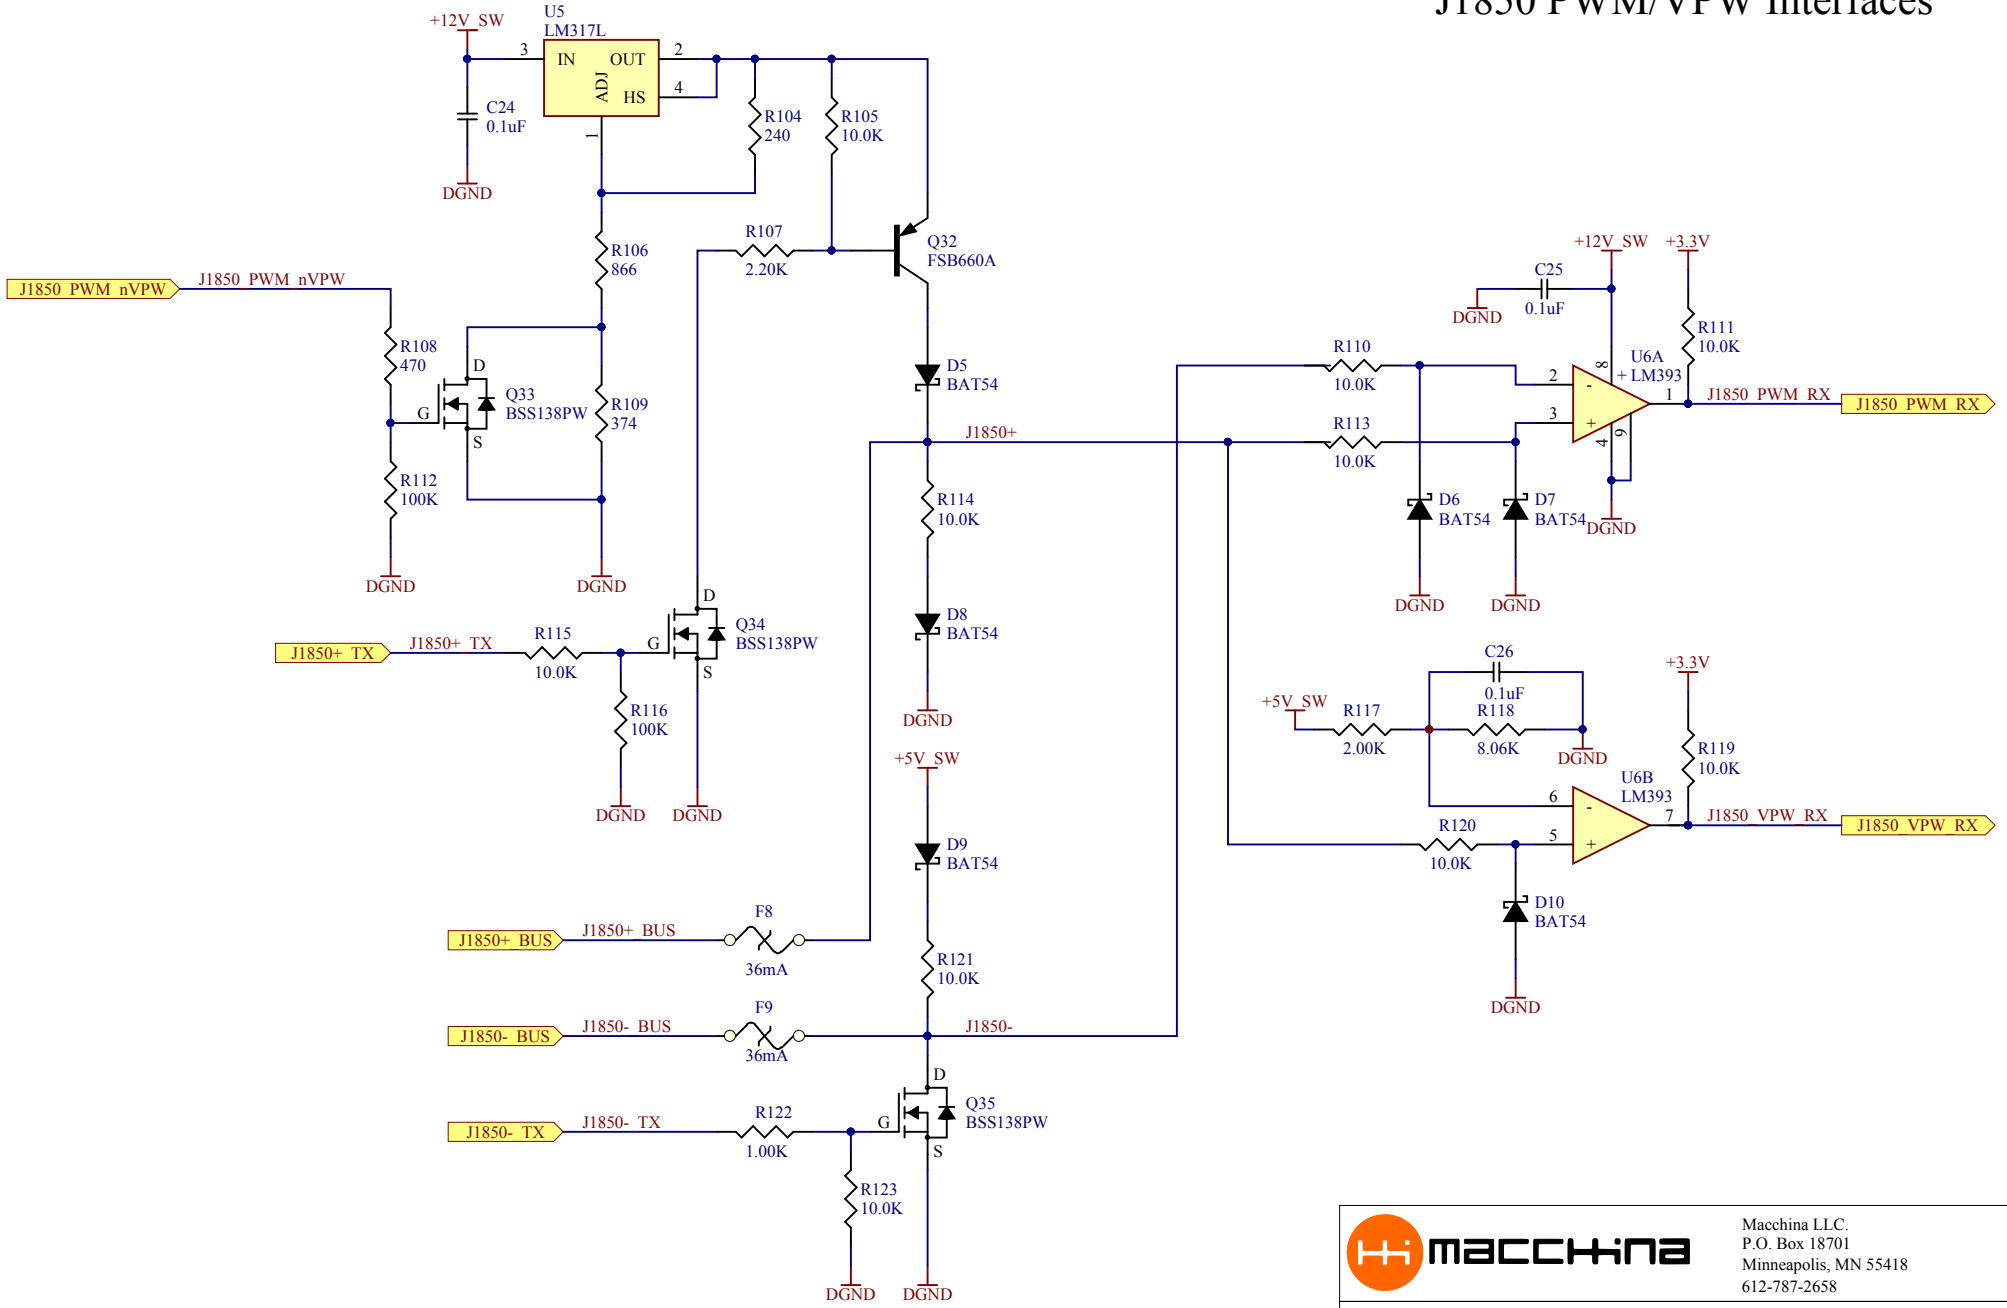 J1850 PWM/VPW Interfaces
+12V_SW
U5
LM317L
3
IN
OUT
2
ADJ
HS
4
1
C24
0.1uF
DGND
R104
240
R105
10.0K
R106
866
R107
2.20K
Q32
FSB660A
J1850_PWM_nVPW
J1850_PWM_nVPW
R108
470
D
G
S
Q33
BSS138PW
R109
374
R112
100K
DGND
DGND
D5
BAT54
J1850+
R114
10.0K
D8
BAT54
DGND
J1850+_TX
J1850+_TX
R115
10.0K
D
G
S
Q34
BSS138PW
R116
100K
DGND
DGND
+5V_SW
D9
BAT54
R121
10.0K
J1850+_BUS
J1850+_BUS
F8
36mA
J1850-_BUS
J1850-_BUS
F9
36mA
J1850-
J1850-_TX
J1850-_TX
R122
1.00K
D
G
S
Q35
BSS138PW
R123
10.0K
DGND
DGND
+12V_SW
+3.3V
C25
0.1uF
DGND
R111
10.0K
R110
10.0K
R113
10.0K
U6A
+ LM393
8
2
-
3
+
1
4
9
J1850_PWM_RX
J1850_PWM_RX
D6
BAT54
D7
BAT54
DGND
DGND
DGND
C26
0.1uF
+5V_SW
R117
2.00K
R118
8.06K
DGND
+3.3V
R119
10.0K
U6B
LM393
6
-
5
+
7
J1850_VPW_RX
J1850_VPW_RX
R120
10.0K
D10
BAT54
DGND
macchina
Macchina LLC.
P.O. Box 18701
Minneapolis, MN 55418
612-787-2658